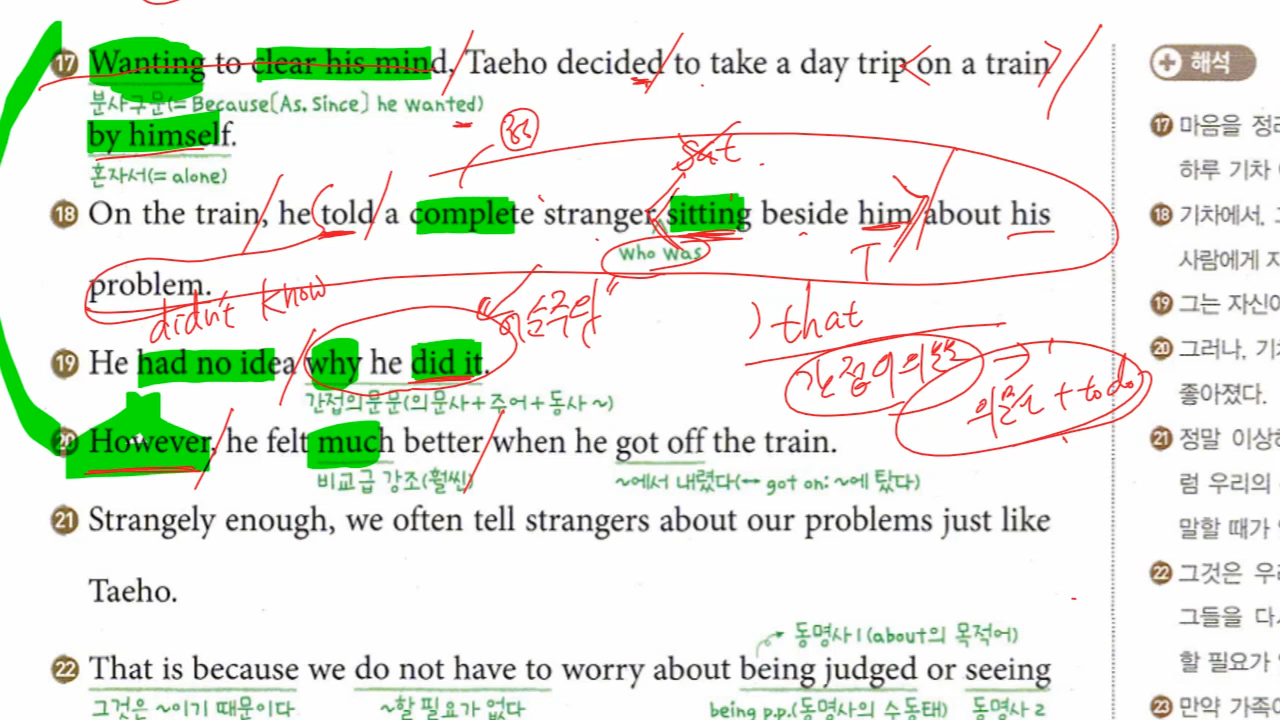 17 Wanting to clear his mind, Taeho decided to take a day trip on a train
분사구문(= Because[As, Since] he wanted)
by himself.
혼자서(= alone)
sat
18 On the train, he told a complete stranger sitting beside him about his
who was
problem.
didn't know
"의순주악"
) that
19 He had no idea why he did it.
간접의문문(의문사+주어+동사 ~)
간접의문문 → 의문사 + to do
20 However, he felt much better when he got off the train.
비교급 강조(훨씬)
~에서 내렸다(↔ got on: ~에 탔다)
21 Strangely enough, we often tell strangers about our problems just like
Taeho.
동명사 1(about의 목적어)
22 That is because we do not have to worry about being judged or seeing
그것은 ~이기 때문이다
~할 필요가 없다
being p.p.(동명사의 수동태)
동명사 2
해석
17 마음을 정리
하루 기차
18 기차에서,
사람에게
19 그는 자신이
20 그러나, 기차
좋아졌다.
21 정말 이상하
럼 우리의
말할 때가
22 그것은 우리
그들을 다시
할 필요가
23 만약 가족이